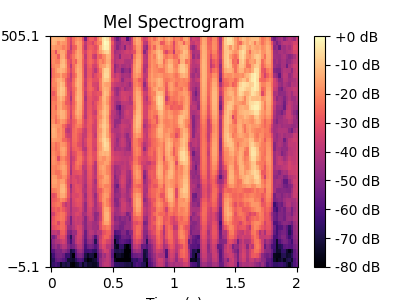 Mel Spectrogram
505.1
−5.1
0
0.5
1
1.5
2
+0 dB
-10 dB
-20 dB
-30 dB
-40 dB
-50 dB
-60 dB
-70 dB
-80 dB